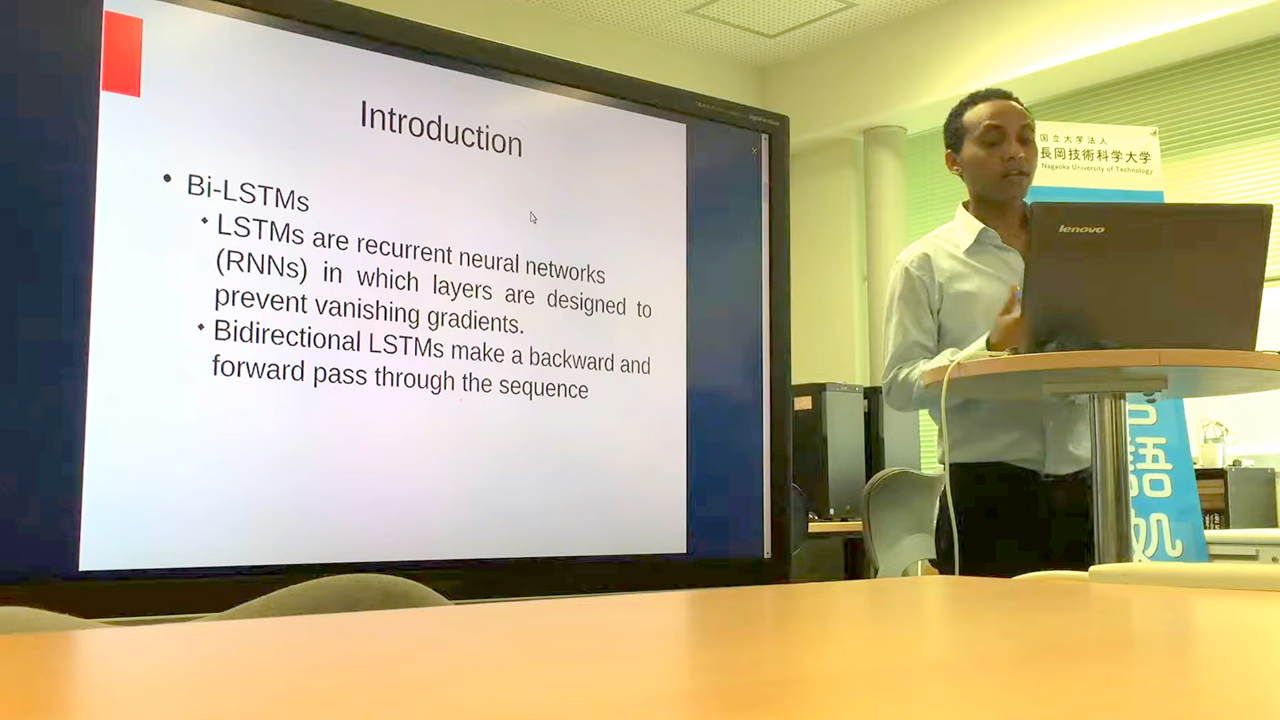 Introduction
Bi-LSTMs
LSTMs are recurrent neural networks
(RNNs) in which layers are designed to
prevent vanishing gradients.
Bidirectional LSTMs make a backward and
forward pass through the sequence
国立大学法人
長岡技術科学大学
Nagaoka University of Technology
lenovo
語処